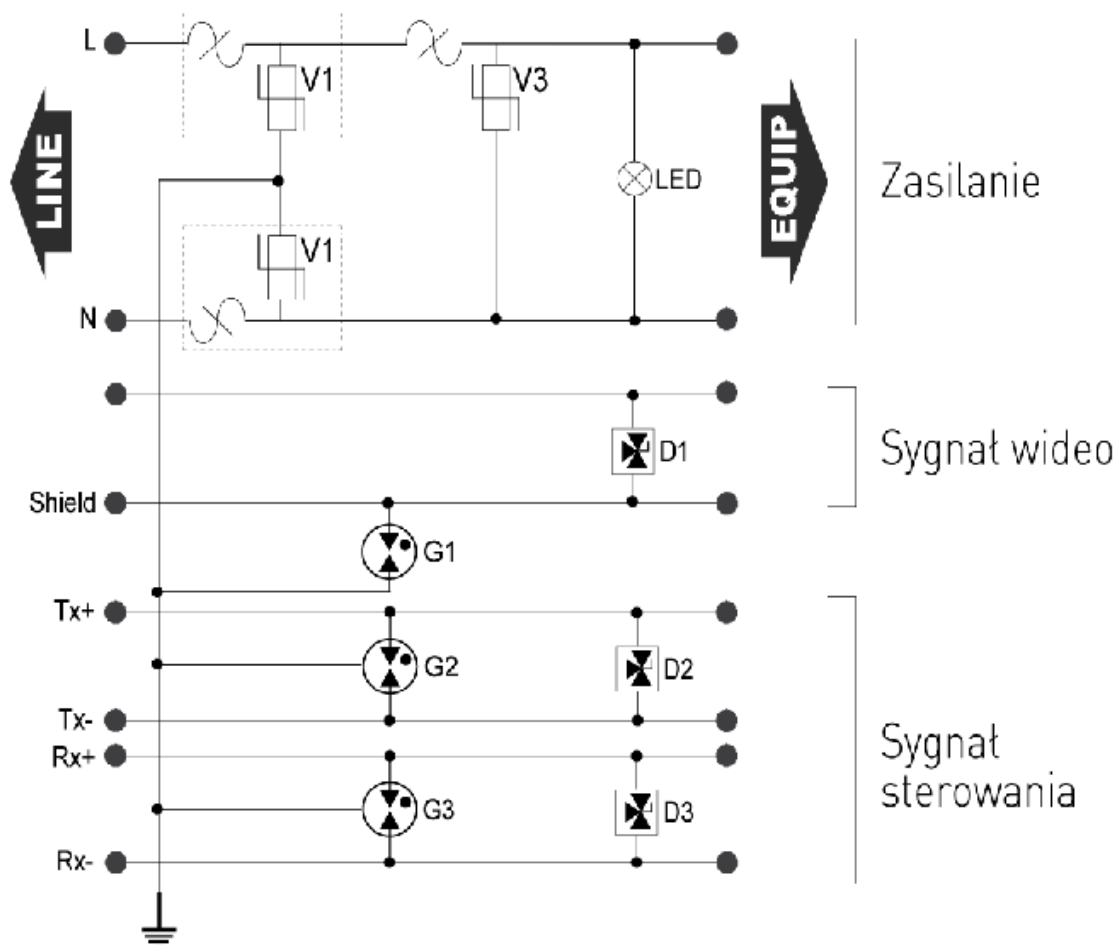 L
V1
V3
LINE
LED
EQUIP
Zasilanie
V1
N
D1
Sygnał wideo
Shield
G1
Tx+
G2
D2
Tx-
Rx+
Sygnał
sterowania
G3
D3
Rx-